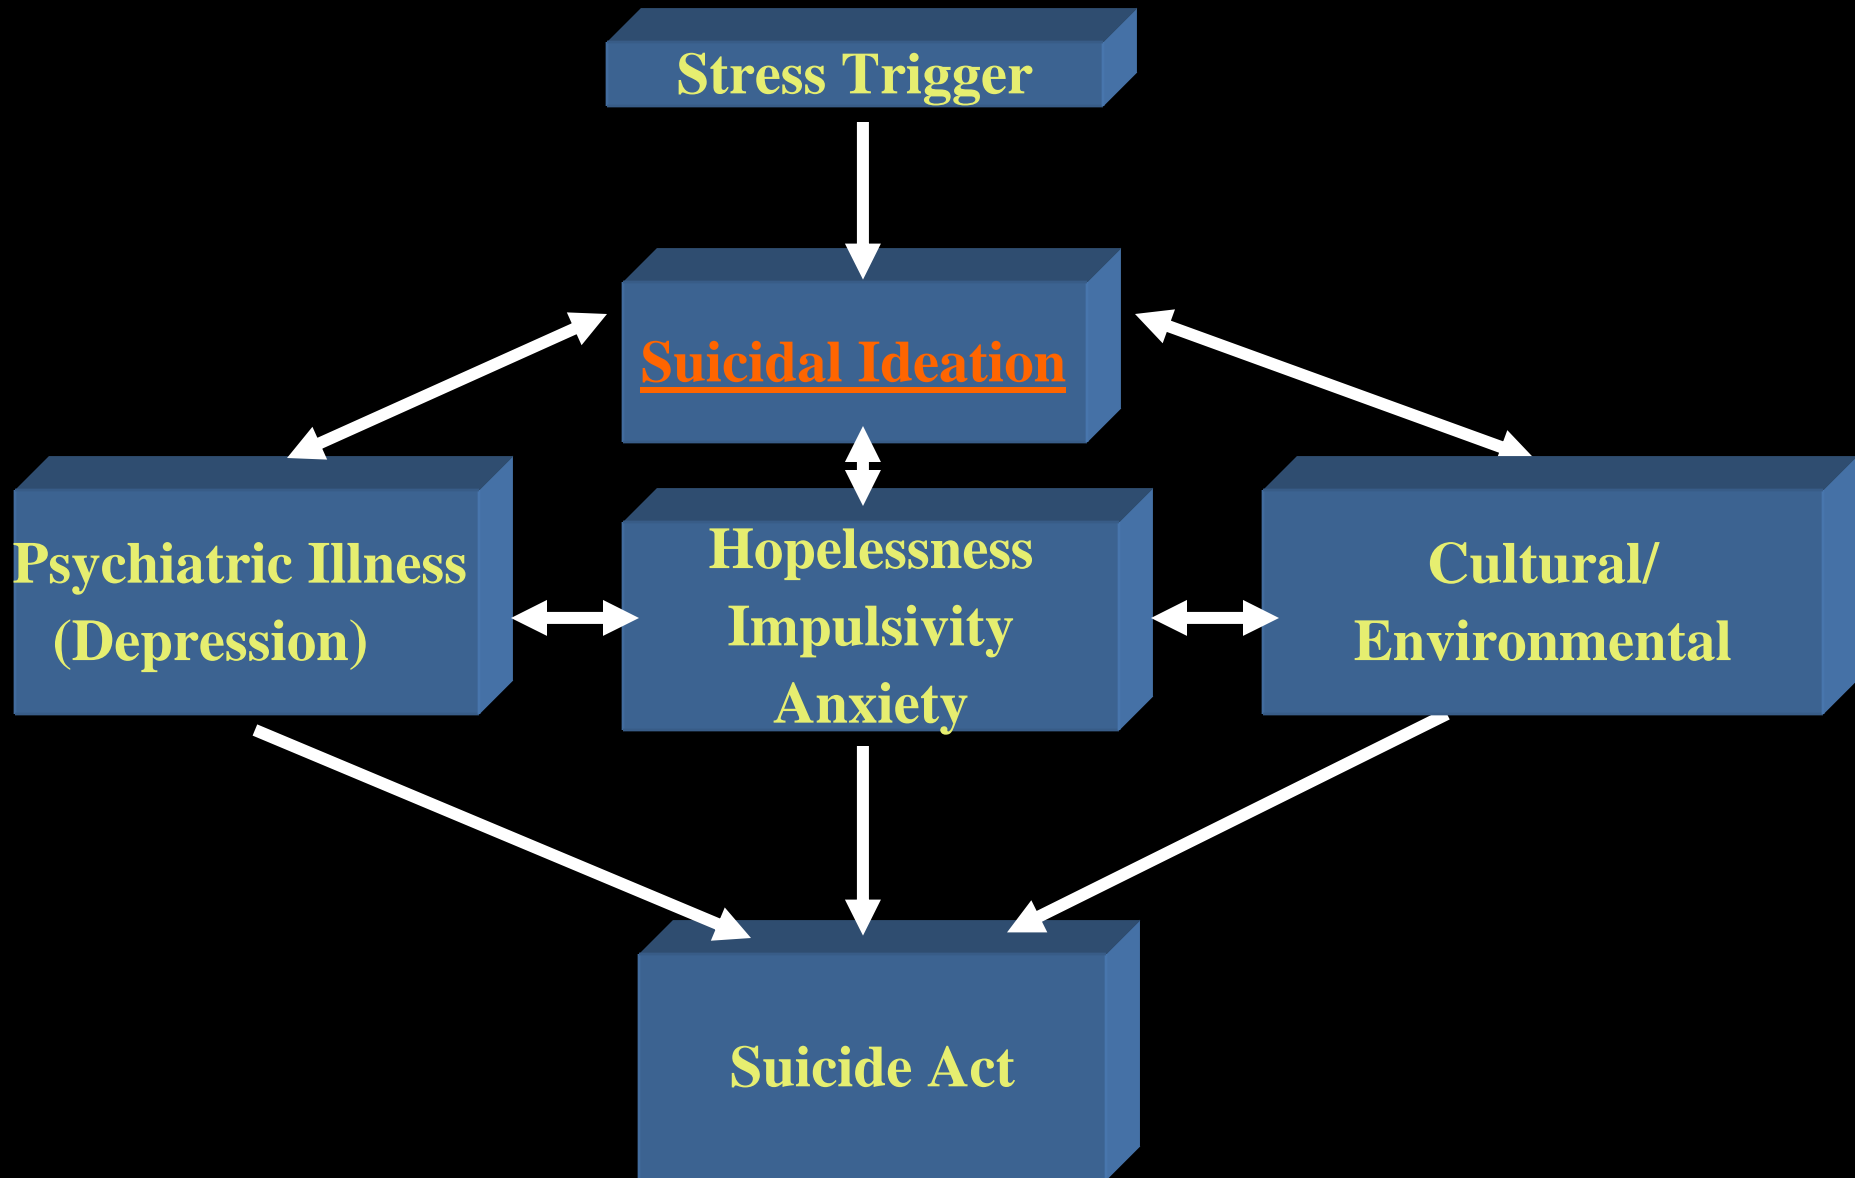 Stress Trigger
Suicidal Ideation
Psychiatric Illness
(Depression)
Hopelessness
Impulsivity
Anxiety
Cultural/
Environmental
Suicide Act